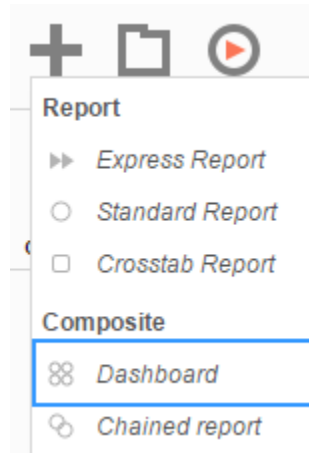 Report
Express Report
Standard Report
Crosstab Report
Composite
Dashboard
Chained report